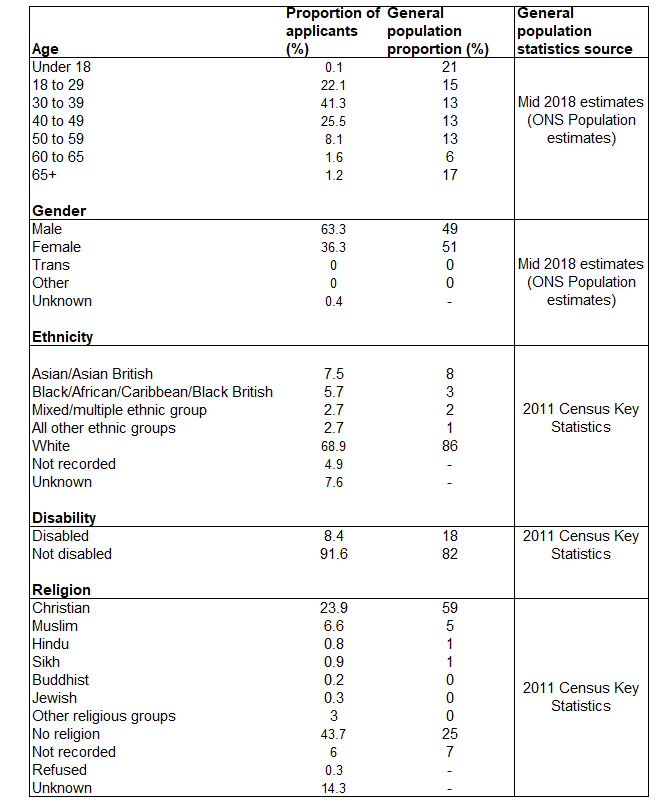 Age Proportion of applicants (%) General population proportion (%) General population statistics source
Under 18 0.1 21
18 to 29 22.1 15
30 to 39 41.3 13 Mid 2018 estimates
40 to 49 25.5 13 (ONS Population
50 to 59 8.1 13 estimates)
60 to 65 1.6 6
65+ 1.2 17
Gender
Male 63.3 49
Female 36.3 51
Trans 0 0 Mid 2018 estimates
Other 0 0 (ONS Population
Unknown 0.4 - estimates)
Ethnicity
Asian/Asian British 7.5 8
Black/African/Caribbean/Black British 5.7 3
Mixed/multiple ethnic group 2.7 2 2011 Census Key
All other ethnic groups 2.7 1 Statistics
White 68.9 86
Not recorded 4.9 -
Unknown 7.6 -
Disability
Disabled 8.4 18 2011 Census Key
Not disabled 91.6 82 Statistics
Religion
Christian 23.9 59
Muslim 6.6 5
Hindu 0.8 1
Sikh 0.9 1
Buddhist 0.2 0 2011 Census Key
Jewish 0.3 0 Statistics
Other religious groups 3 0
No religion 43.7 25
Not recorded 6 7
Refused 0.3 -
Unknown 14.3 -